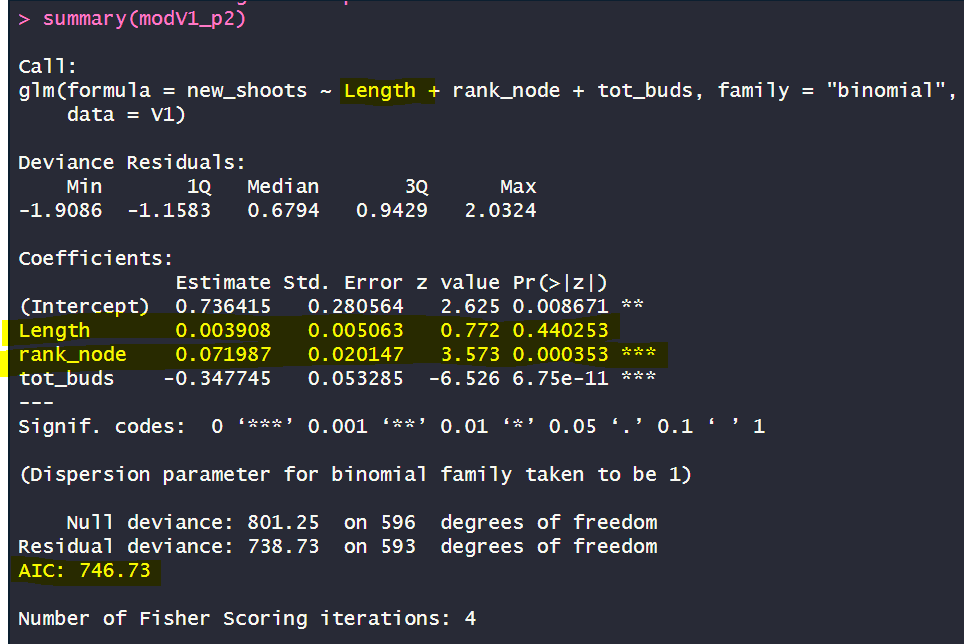 > summary(modV1_p2)
Call:
glm(formula = new_shoots ~ Length + rank_node + tot_buds, family = "binomial",
    data = V1)
Deviance Residuals:
    Min       1Q   Median       3Q      Max
-1.9086  -1.1583   0.6794   0.9429   2.0324
Coefficients:
             Estimate Std. Error z value Pr(>|z|)
(Intercept)  0.736415   0.280564   2.625 0.008671 **
Length       0.003908   0.005063   0.772 0.440253
rank_node    0.071987   0.020147   3.573 0.000353 ***
tot_buds    -0.347745   0.053285  -6.526 6.75e-11 ***
---
Signif. codes:  0 ‘***’ 0.001 ‘**’ 0.01 ‘*’ 0.05 ‘.’ 0.1 ‘ ’ 1
(Dispersion parameter for binomial family taken to be 1)
    Null deviance: 801.25  on 596  degrees of freedom
Residual deviance: 738.73  on 593  degrees of freedom
AIC: 746.73
Number of Fisher Scoring iterations: 4